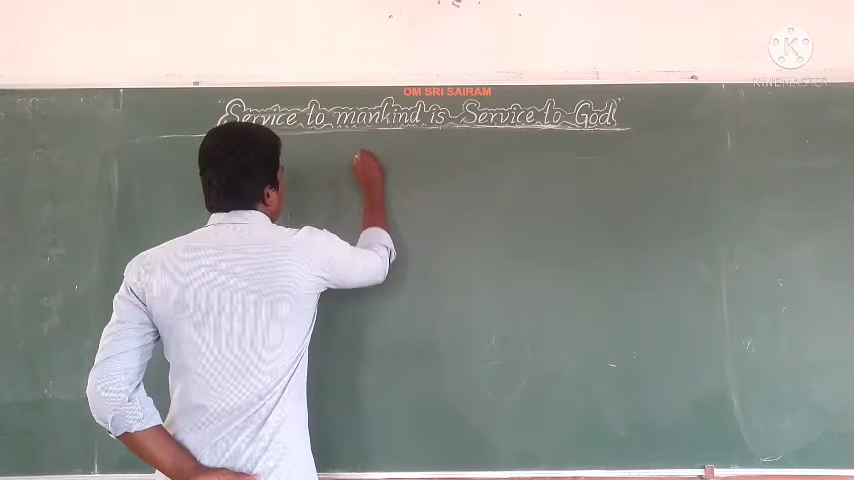 K
KINEMASTER
OM SRI SAIRAM
"Service to mankind is Service to God"